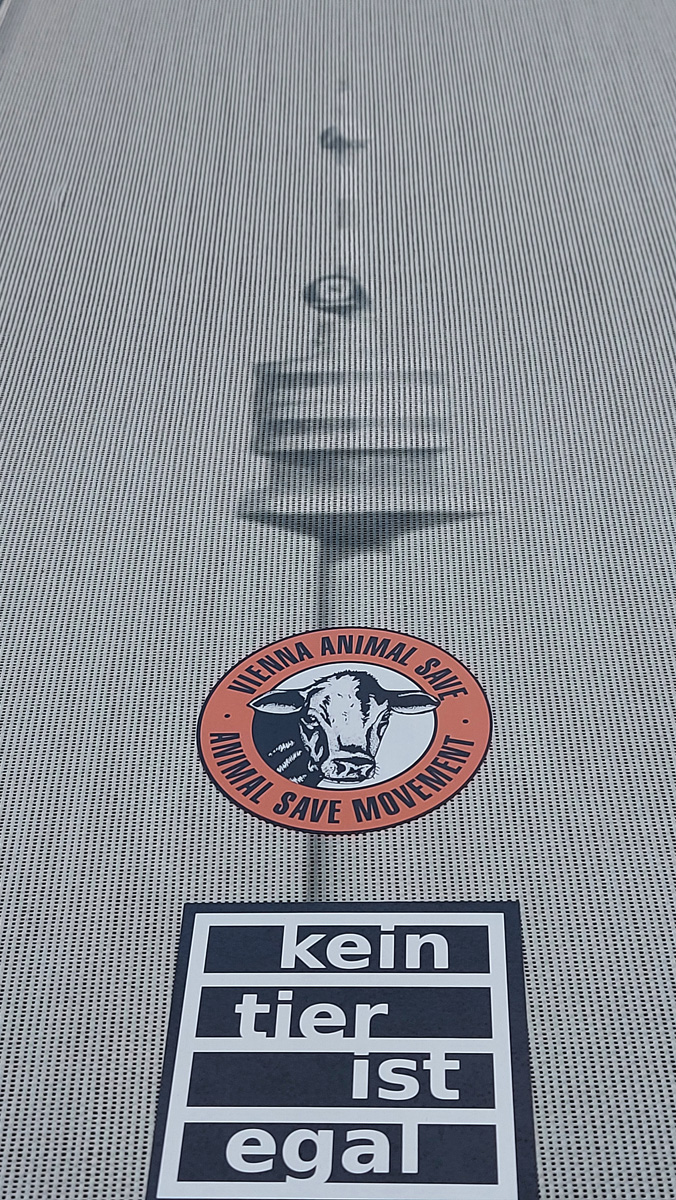 VIENNA ANIMAL SAVE
ANIMAL SAVE MOVEMENT
kein
tier
ist
egal